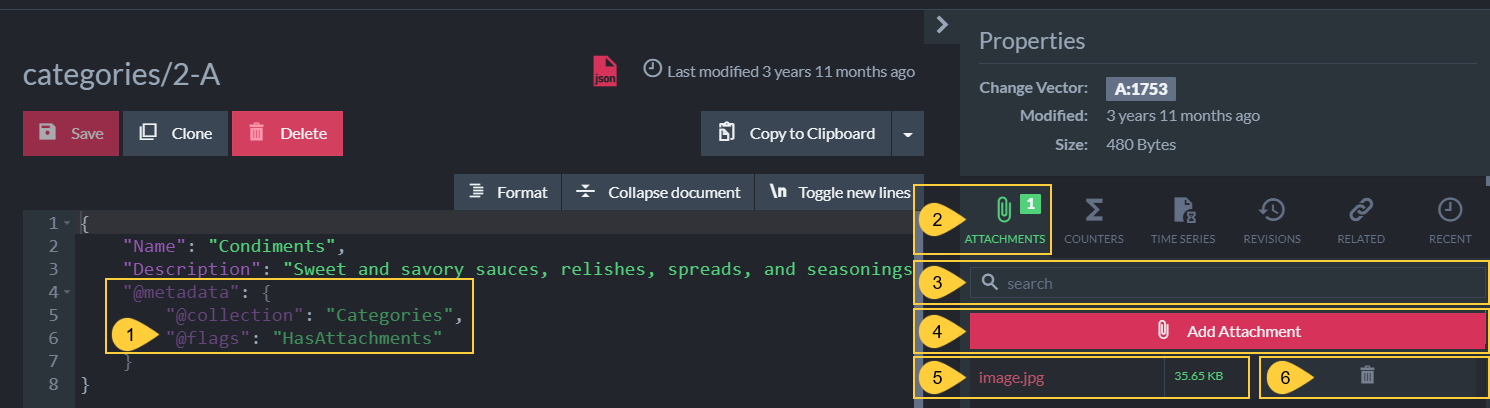 Properties
categories/2-A
json
Last modified 3 years 11 months ago
Change Vector: A:1753
Modified: 3 years 11 months ago
Size: 480 Bytes
Save
Clone
Delete
Copy to Clipboard
Format
Collapse document
\n Toggle new lines
1 {
2 "Name": "Condiments",
3 "Description": "Sweet and savory sauces, relishes, spreads, and seasonings
4 "@metadata": {
5 "@collection": "Categories",
1
6 "@flags": "HasAttachments"
7 }
8 }
2
1
ATTACHMENTS
COUNTERS
TIME SERIES
REVISIONS
RELATED
RECENT
3
search
4
Add Attachment
5
image.jpg
35.65 KB
6